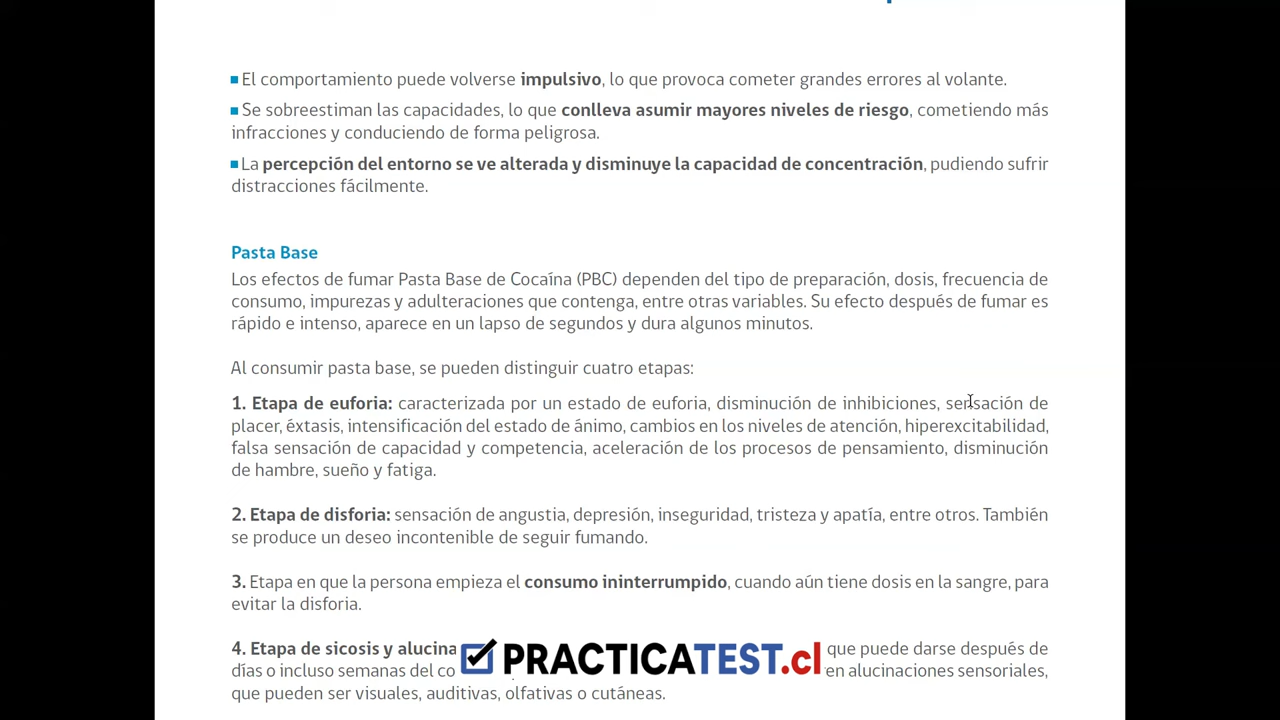 El comportamiento puede volverse impulsivo, lo que provoca cometer grandes errores al volante.
Se sobreestiman las capacidades, lo que conlleva asumir mayores niveles de riesgo, cometiendo más
infracciones y conduciendo de forma peligrosa.
La percepción del entorno se ve alterada y disminuye la capacidad de concentración, pudiendo sufrir
distracciones fácilmente.
Pasta Base
Los efectos de fumar Pasta Base de Cocaína (PBC) dependen del tipo de preparación, dosis, frecuencia de
consumo, impurezas y adulteraciones que contenga, entre otras variables. Su efecto después de fumar es
rápido e intenso, aparece en un lapso de segundos y dura algunos minutos.
Al consumir pasta base, se pueden distinguir cuatro etapas:
1. Etapa de euforia: caracterizada por un estado de euforia, disminución de inhibiciones, sensación de
placer, éxtasis, intensificación del estado de ánimo, cambios en los niveles de atención, hiperexcitabilidad,
falsa sensación de capacidad y competencia, aceleración de los procesos de pensamiento, disminución
de hambre, sueño y fatiga.
2. Etapa de disforia: sensación de angustia, depresión, inseguridad, tristeza y apatía, entre otros. También
se produce un deseo incontenible de seguir fumando.
3. Etapa en que la persona empieza el consumo ininterrumpido, cuando aún tiene dosis en la sangre, para
evitar la disforia.
4. Etapa de sicosis y alucina que puede darse después de
días o incluso semanas del co en alucinaciones sensoriales,
PRACTICATEST.cl
que pueden ser visuales, auditivas, olfativas o cutáneas.